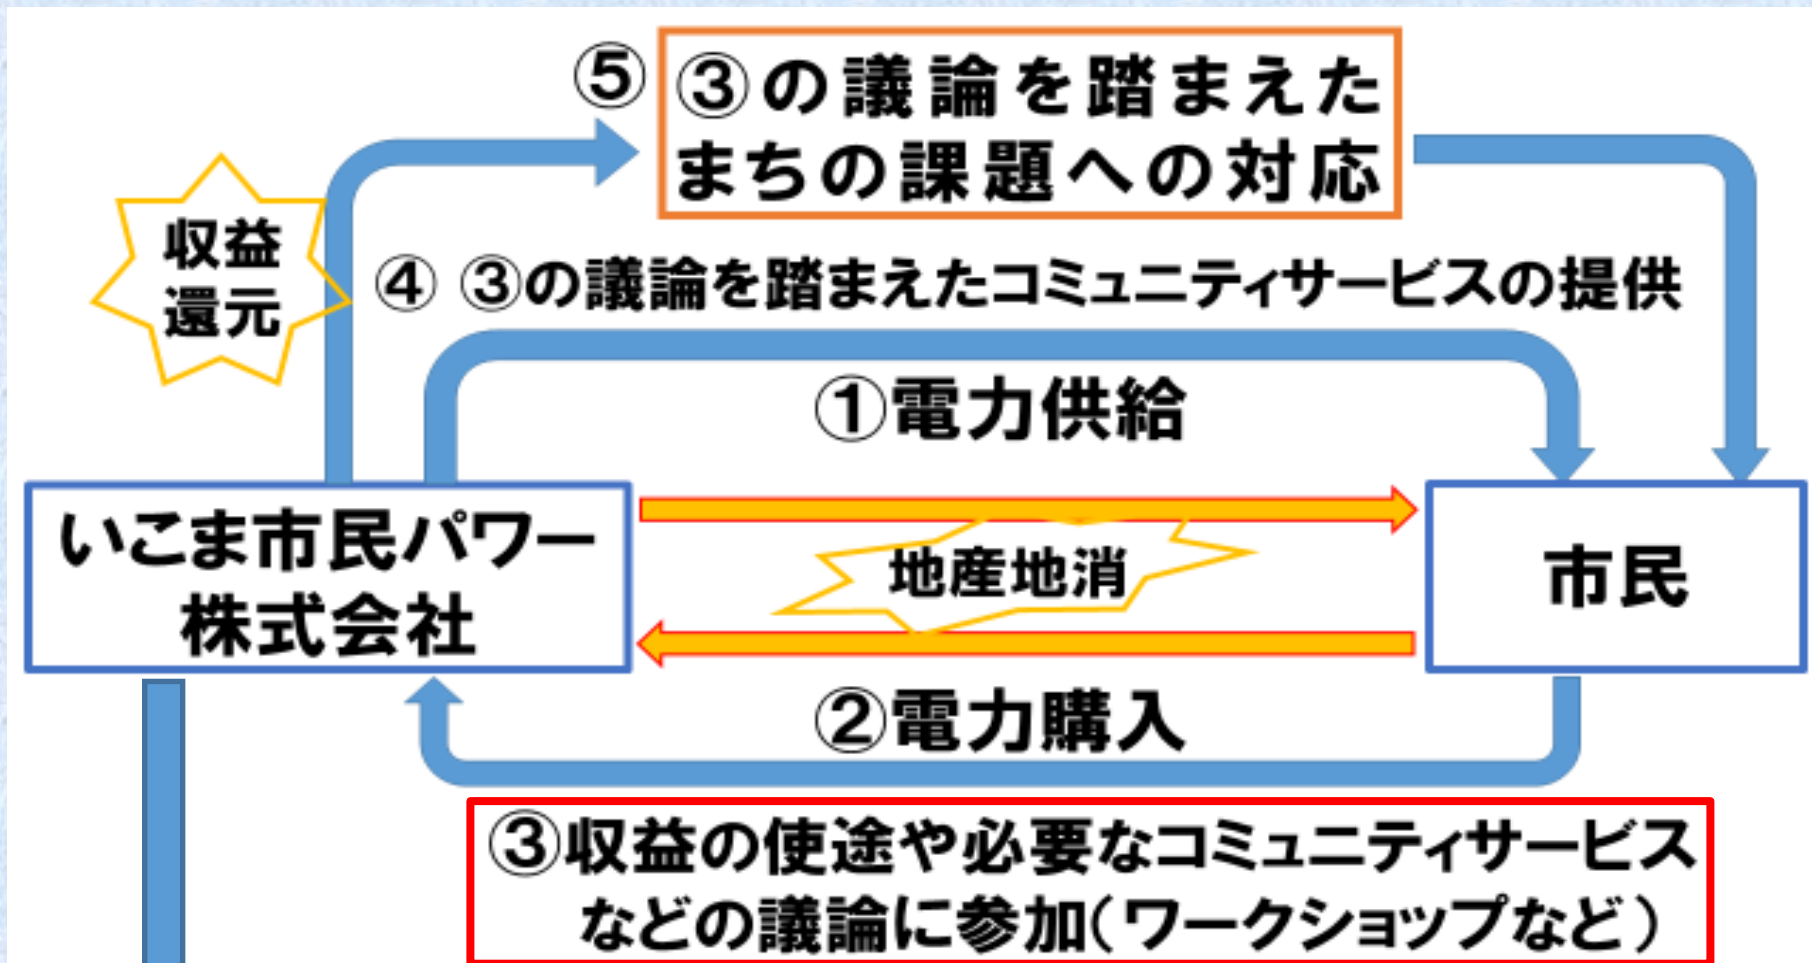 ⑤ ③の議論を踏まえた
まちの課題への対応
収益
還元
④ ③の議論を踏まえたコミュニティサービスの提供
①電力供給
いこま市民パワー
株式会社
地産地消
市民
②電力購入
③収益の使途や必要なコミュニティサービス
などの議論に参加(ワークショップなど)